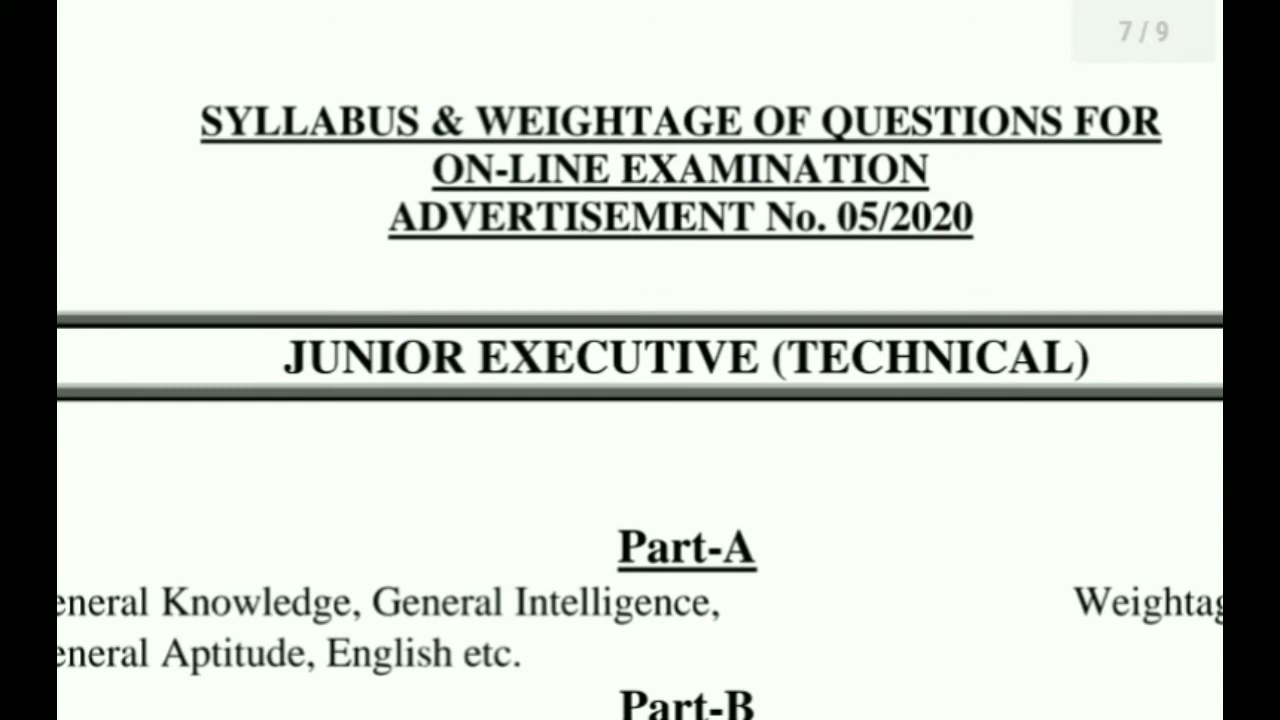 7 / 9
SYLLABUS & WEIGHTAGE OF QUESTIONS FOR
ON-LINE EXAMINATION
ADVERTISEMENT No. 05/2020
JUNIOR EXECUTIVE (TECHNICAL)
Part-A
eneral Knowledge, General Intelligence, Weightag
eneral Aptitude, English etc.
Part-B